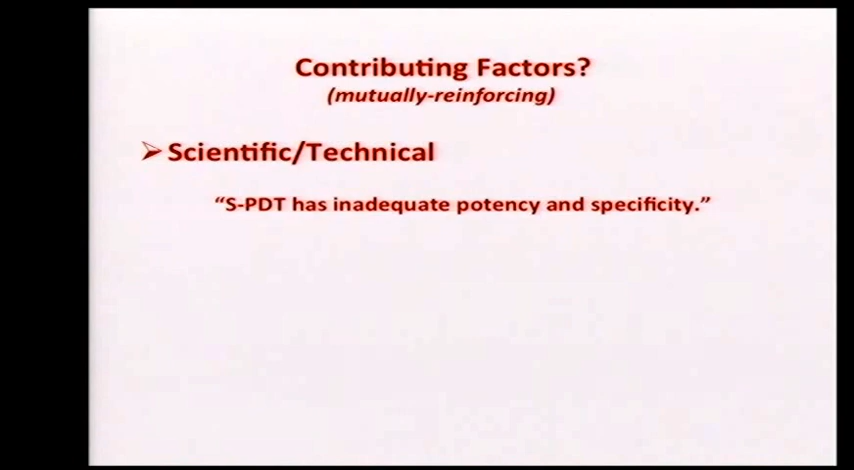 Contributing Factors?
(mutually-reinforcing)
➢ Scientific/Technical
“S-PDT has inadequate potency and specificity.”